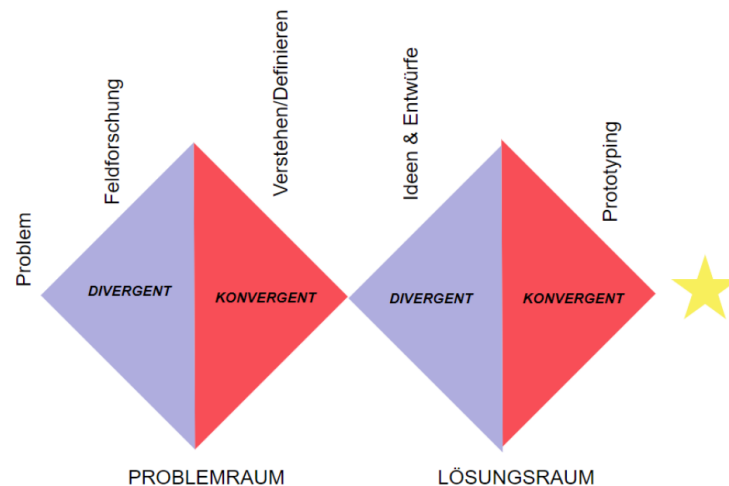 Problem
Feldforschung
Verstehen/Definieren
Ideen & Entwürfe
Prototyping
DIVERGENT
KONVERGENT
DIVERGENT
KONVERGENT
PROBLEMRAUM
LÖSUNGSRAUM